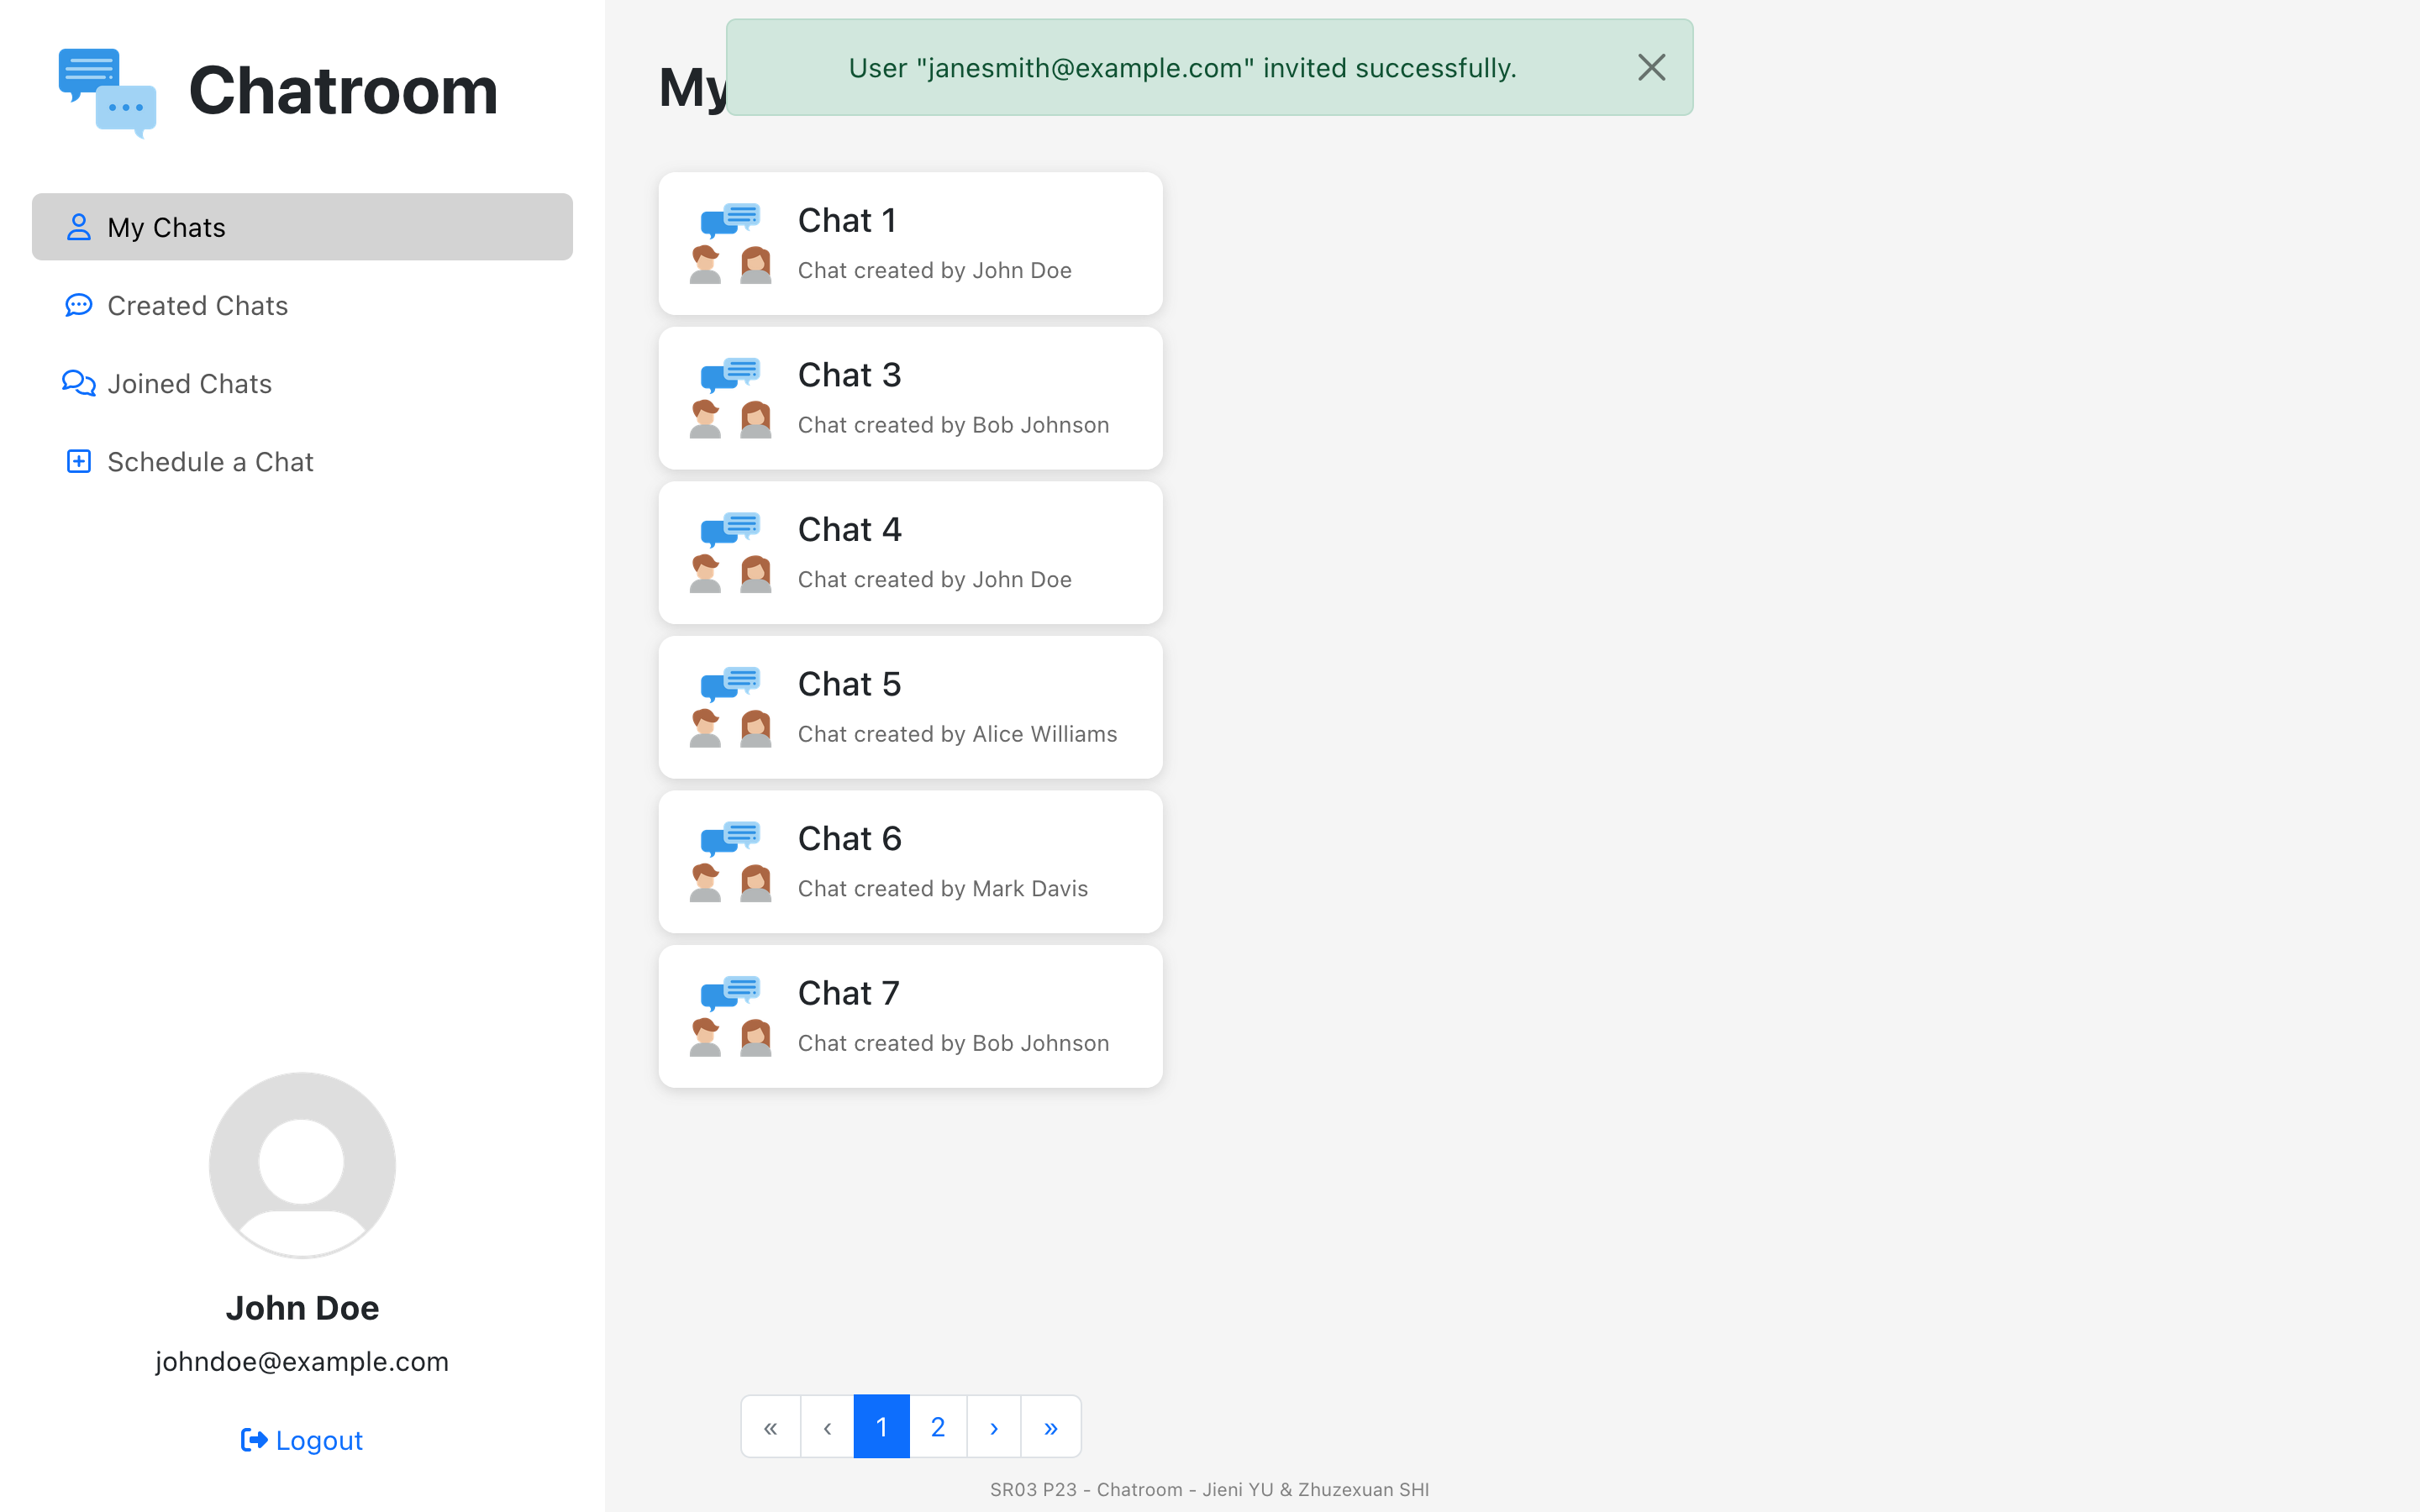 Chatroom
My Chats
Created Chats
Joined Chats
Schedule a Chat
John Doe
johndoe@example.com
Logout
User "janesmith@example.com" invited successfully.
My
Chat 1
Chat created by John Doe
Chat 3
Chat created by Bob Johnson
Chat 4
Chat created by John Doe
Chat 5
Chat created by Alice Williams
Chat 6
Chat created by Mark Davis
Chat 7
Chat created by Bob Johnson
« ‹ 1 2 › »
SR03 P23 - Chatroom - Jieni YU & Zhuzexuan SHI